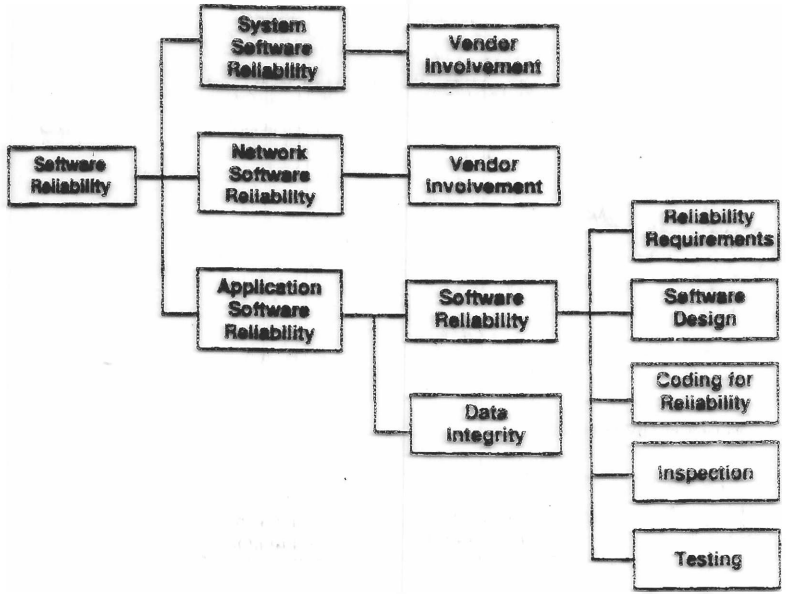 System
Software
Reliability
Vendor
Involvement
Software
Reliability
Network
Software
Reliability
Vendor
Involvement
Application
Software
Reliability
Software
Reliability
Data
Integrity
Reliability
Requirements
Software
Design
Coding for
Reliability
Inspection
Testing